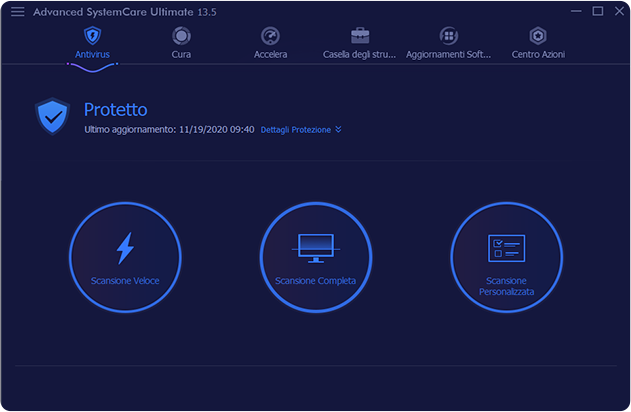 Advanced SystemCare Ultimate 13.5
Antivirus
Cura
Accelera
Casella degli stru...
Aggiornamenti Soft...
Centro Azioni
Protetto
Ultimo aggiornamento: 11/19/2020 09:40 Dettagli Protezione
Scansione Veloce
Scansione Completa
Scansione
Personalizzata